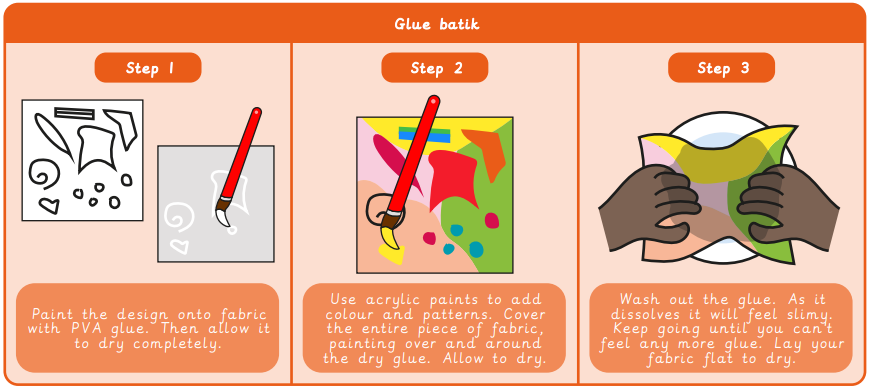 Glue batik
Step 1
Paint the design onto fabric
with PVA glue. Then allow it
to dry completely.
Step 2
Use acrylic paints to add
colour and patterns. Cover
the entire piece of fabric,
painting over and around
the dry glue. Allow to dry.
Step 3
Wash out the glue. As it
dissolves it will feel slimy.
Keep going until you can't
feel any more glue. Lay your
fabric flat to dry.